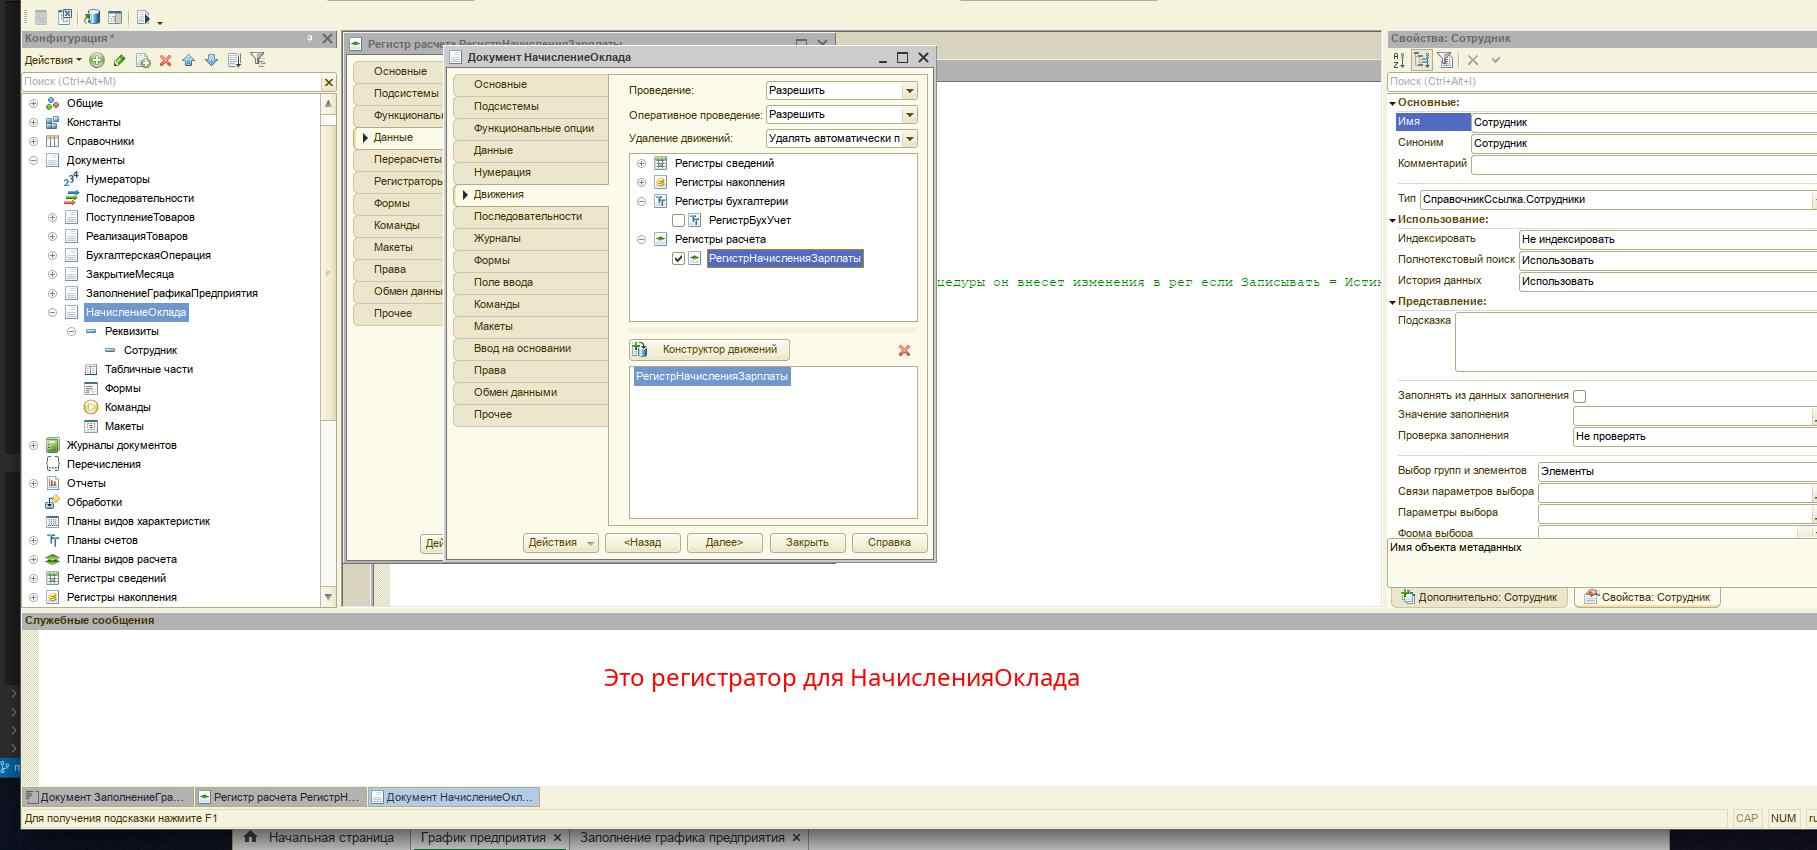 Конфигурация *
Действия
Поиск (Ctrl+Alt+M)
Общие
Константы
Справочники
Документы
Нумераторы
Последовательности
ПоступлениеТоваров
РеализацияТоваров
БухгалтерскаяОперация
ЗакрытиеМесяца
ЗаполнениеГрафикаПредприятия
НачислениеОклада
Реквизиты
Сотрудник
Табличные части
Формы
Команды
Макеты
Журналы документов
Перечисления
Отчеты
Обработки
Планы видов характеристик
Планы счетов
Планы видов расчета
Регистры сведений
Регистры накопления
Регистр расчета РегистрНачисленияЗарплаты
Основные
Подсистемы
Функциональ
Данные
Перерасчеты
Регистраторы
Формы
Команды
Макеты
Права
Обмен данны
Прочее
Дей
Документ НачислениеОклада
Основные
Подсистемы
Функциональные опции
Данные
Нумерация
Движения
Последовательности
Журналы
Формы
Поле ввода
Команды
Макеты
Ввод на основании
Права
Обмен данными
Прочее
Проведение: Разрешить
Оперативное проведение: Разрешить
Удаление движений: Удалять автоматически п
Регистры сведений
Регистры накопления
Регистры бухгалтерии
РегистрБухУчет
Регистры расчета
РегистрНачисленияЗарплаты
Конструктор движений
РегистрНачисленияЗарплаты
Действия <Назад Далее> Закрыть Справка
цедуры он внесет изменения в рег если Записывать = Истин
Свойства: Сотрудник
Поиск (Ctrl+Alt+I)
Основные:
Имя Сотрудник
Синоним Сотрудник
Комментарий
Тип СправочникСсылка.Сотрудники
Использование:
Индексировать Не индексировать
Полнотекстовый поиск Использовать
История данных Использовать
Представление:
Подсказка
Заполнять из данных заполнения
Значение заполнения
Проверка заполнения Не проверять
Выбор групп и элементов Элементы
Связи параметров выбора
Параметры выбора
Форма выбора
Имя объекта метаданных
Дополнительно: Сотрудник Свойства: Сотрудник
Служебные сообщения
Это регистратор для НачисленияОклада
Документ ЗаполнениеГра... Регистр расчета РегистрН... Документ НачислениеОкл...
Для получения подсказки нажмите F1
CAP NUM ru
Начальная страница График предприятия Заполнение графика предприятия